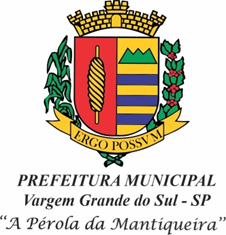 ERGO POSSVM
PREFEITURA MUNICIPAL
Vargem Grande do Sul - SP
"A Pérola da Mantiqueira"